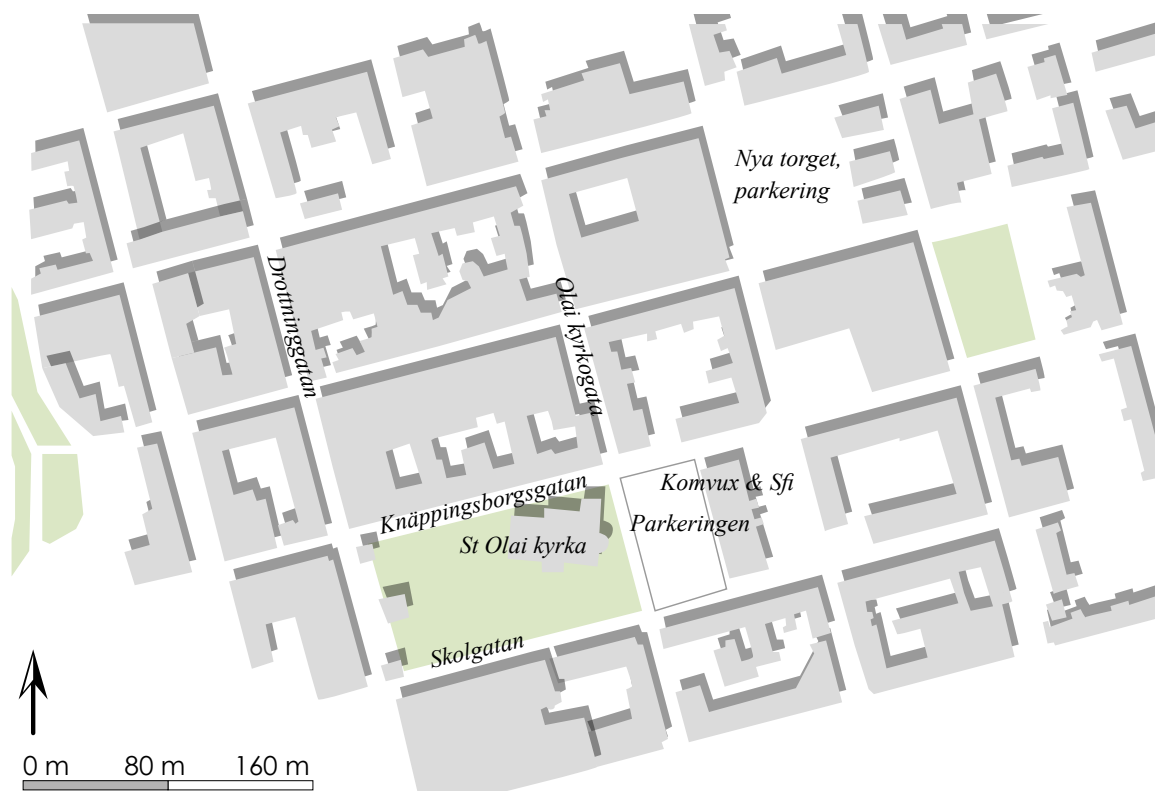 Nya torget,
parkering
Drottninggatan
Olai kyrkogata
Knäppingsborgsgatan
Komvux & Sfi
Parkeringen
St Olai kyrka
Skolgatan
0 m 80 m 160 m